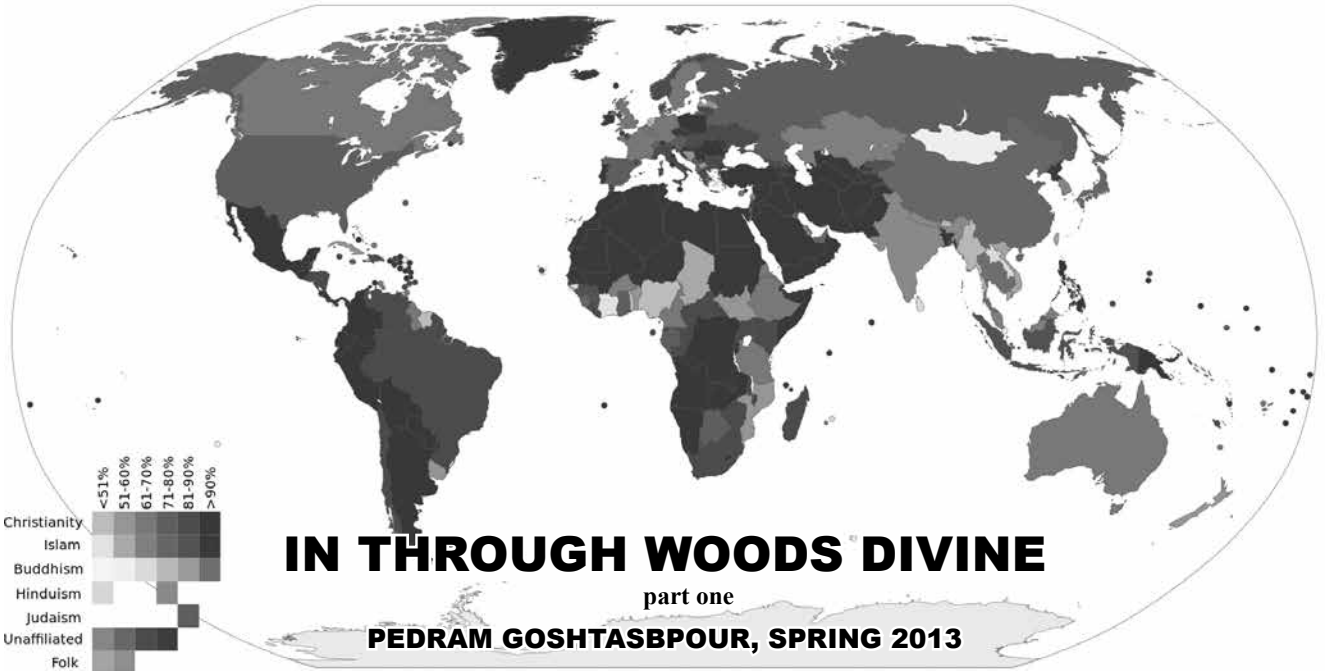 <51%
51-60%
61-70%
71-80%
81-90%
>90%
Christianity
Islam
Buddhism
Hinduism
Judaism
Unaffiliated
Folk
IN THROUGH WOODS DIVINE
part one
PEDRAM GOSHTASBPOUR, SPRING 2013